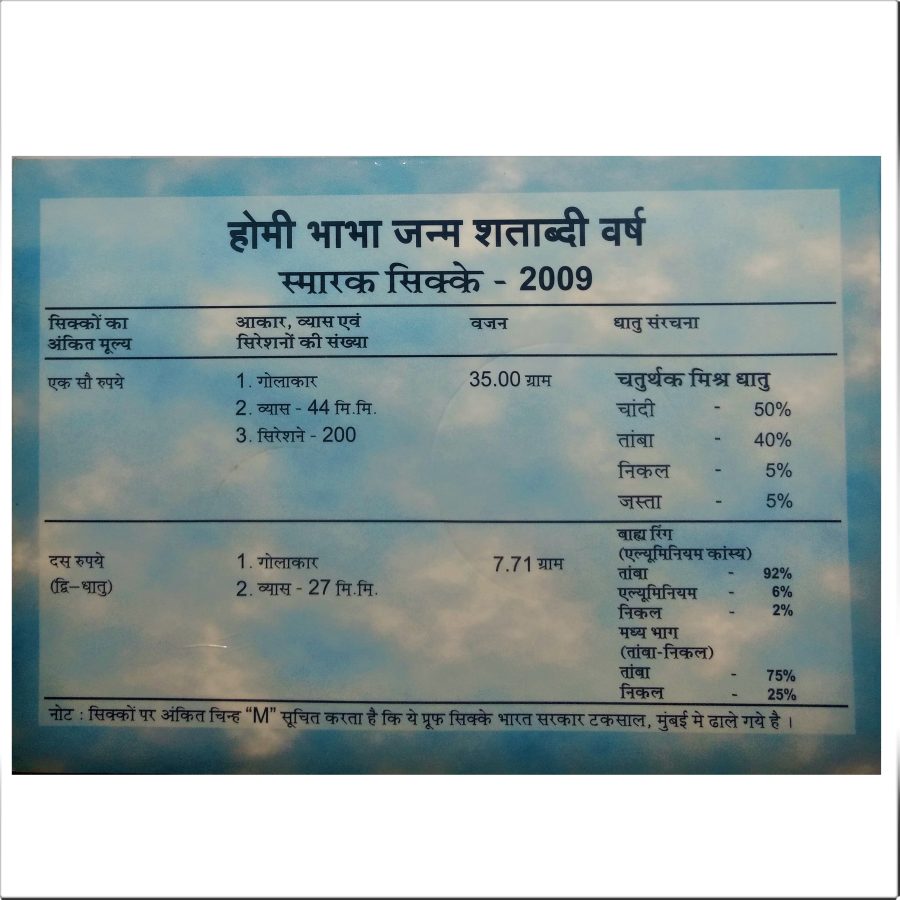 होमी भाभा जन्म शताब्दी वर्ष
स्मारक सिक्के - 2009
सिक्कों का अंकित मूल्य
आकार, व्यास एवं सिरेशनों की संख्या
वजन
धातु संरचना
एक सौ रुपये
1. गोलाकार
2. व्यास - 44 मि.मि.
3. सिरेशने - 200
35.00 ग्राम
चतुर्थक मिश्र धातु
चांदी - 50%
तांबा - 40%
निकल - 5%
जस्ता - 5%
दस रुपये
(द्वि–धातु)
1. गोलाकार
2. व्यास - 27 मि.मि.
7.71 ग्राम
बाह्य रिंग
(एल्यूमिनियम कांस्य)
तांबा - 92%
एल्यूमिनियम - 6%
निकल - 2%
मध्य भाग
(तांबा-निकल)
तांबा - 75%
निकल - 25%
नोट : सिक्कों पर अंकित चिन्ह “M” सूचित करता है कि ये प्रूफ सिक्के भारत सरकार टकसाल, मुंबई मे ढाले गये है ।